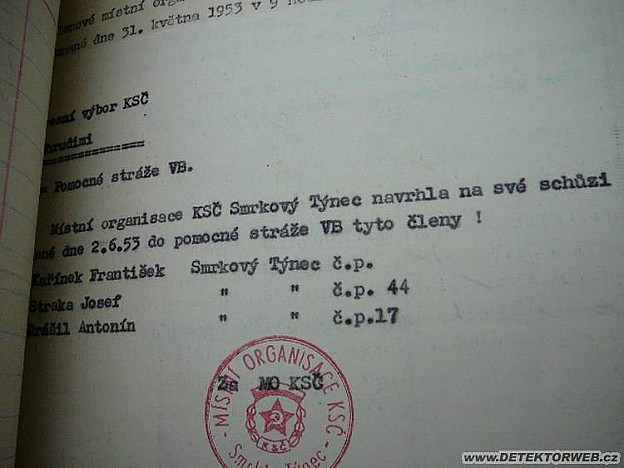 místní
dne 31. května 1953 v 9
výbor KSČ
Pomocné stráže VB.
Místní organisace KSČ Smrkový Týnec navrhla na své schůzi
dne 2.6.53 do pomocné stráže VB tyto členy !
František Smrkový Týnec č.p.
Straka Josef " " č.p. 44
Antonín " " č.p.17
Za MO KSČ
MÍSTNÍ ORGANISACE KSČ
KSČ
Týnec
www.DETEKTORWEB.cz